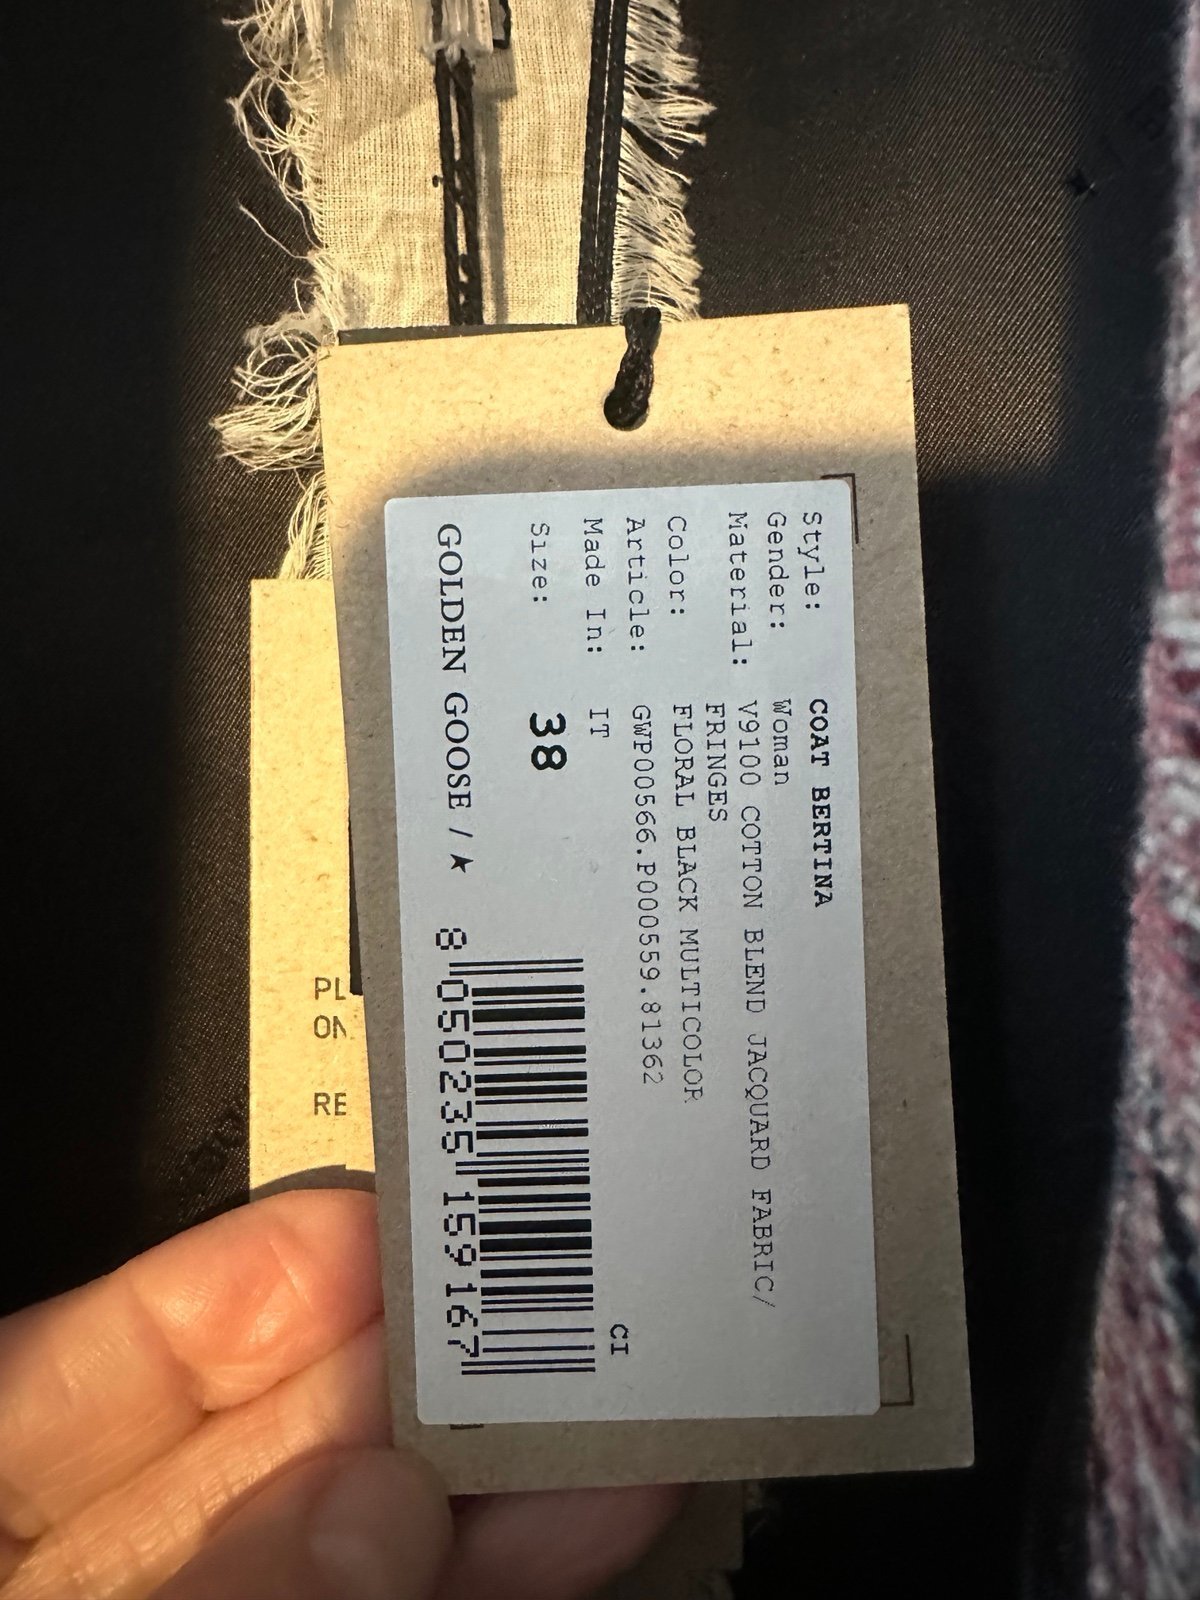 Style: COAT BERTINA
Gender: Woman
Material: V9100 COTTON BLEND JACQUARD FABRIC/
FRINGES
Color: FLORAL BLACK MULTICOLOR
Article: GWP00566.P000559.81362
Made In: IT
CI
Size: 38
GOLDEN GOOSE / ★
8 050235 159167
PL
ON
RE